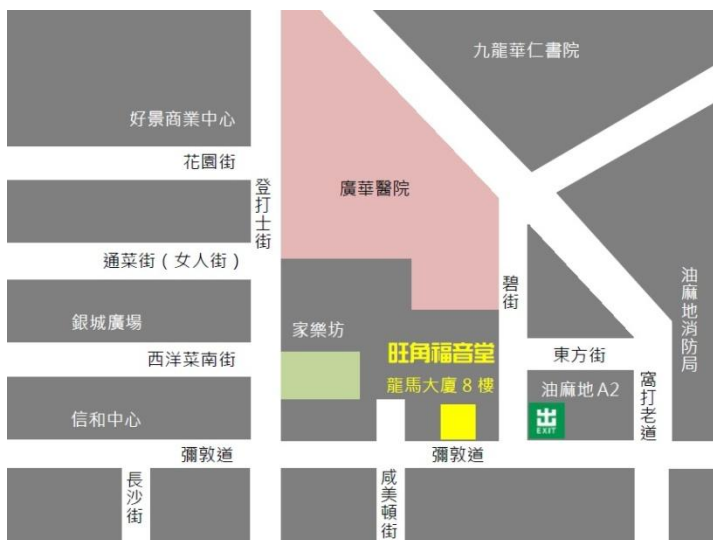 九龍華仁書院
好景商業中心
花園街
廣華醫院
登打士街
通菜街(女人街)
碧街
油麻地消防局
銀城廣場
家樂坊
旺角福音堂
龍馬大廈8樓
西洋菜南街
東方街
油麻地A2
窩打老道
信和中心
出
EXIT
彌敦道
彌敦道
長沙街
咸美頓街